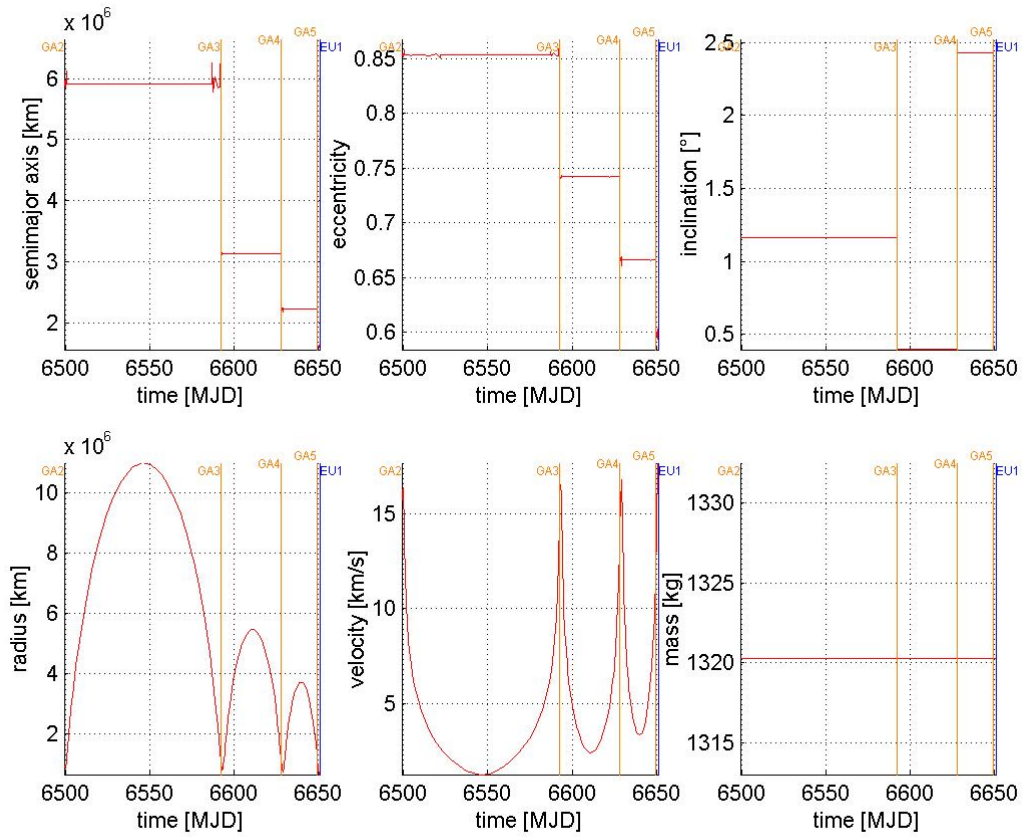 x 10⁶
GA2 GA3 GA4 GA5 EU1
semimajor axis [km]
6
5
4
3
2
6500 6550 6600 6650
time [MJD]
GA2 GA3 GA4 GA5 EU1
eccentricity
0.85
0.8
0.75
0.7
0.65
0.6
6500 6550 6600 6650
time [MJD]
GA2 GA3 GA4 GA5 EU1
inclination [°]
2.5
2
1.5
1
0.5
6500 6550 6600 6650
time [MJD]
x 10⁶
GA2 GA3 GA4 GA5 EU1
radius [km]
10
8
6
4
2
6500 6550 6600 6650
time [MJD]
GA2 GA3 GA4 GA5 EU1
velocity [km/s]
15
10
5
6500 6550 6600 6650
time [MJD]
GA2 GA3 GA4 GA5 EU1
mass [kg]
1330
1325
1320
1315
6500 6550 6600 6650
time [MJD]